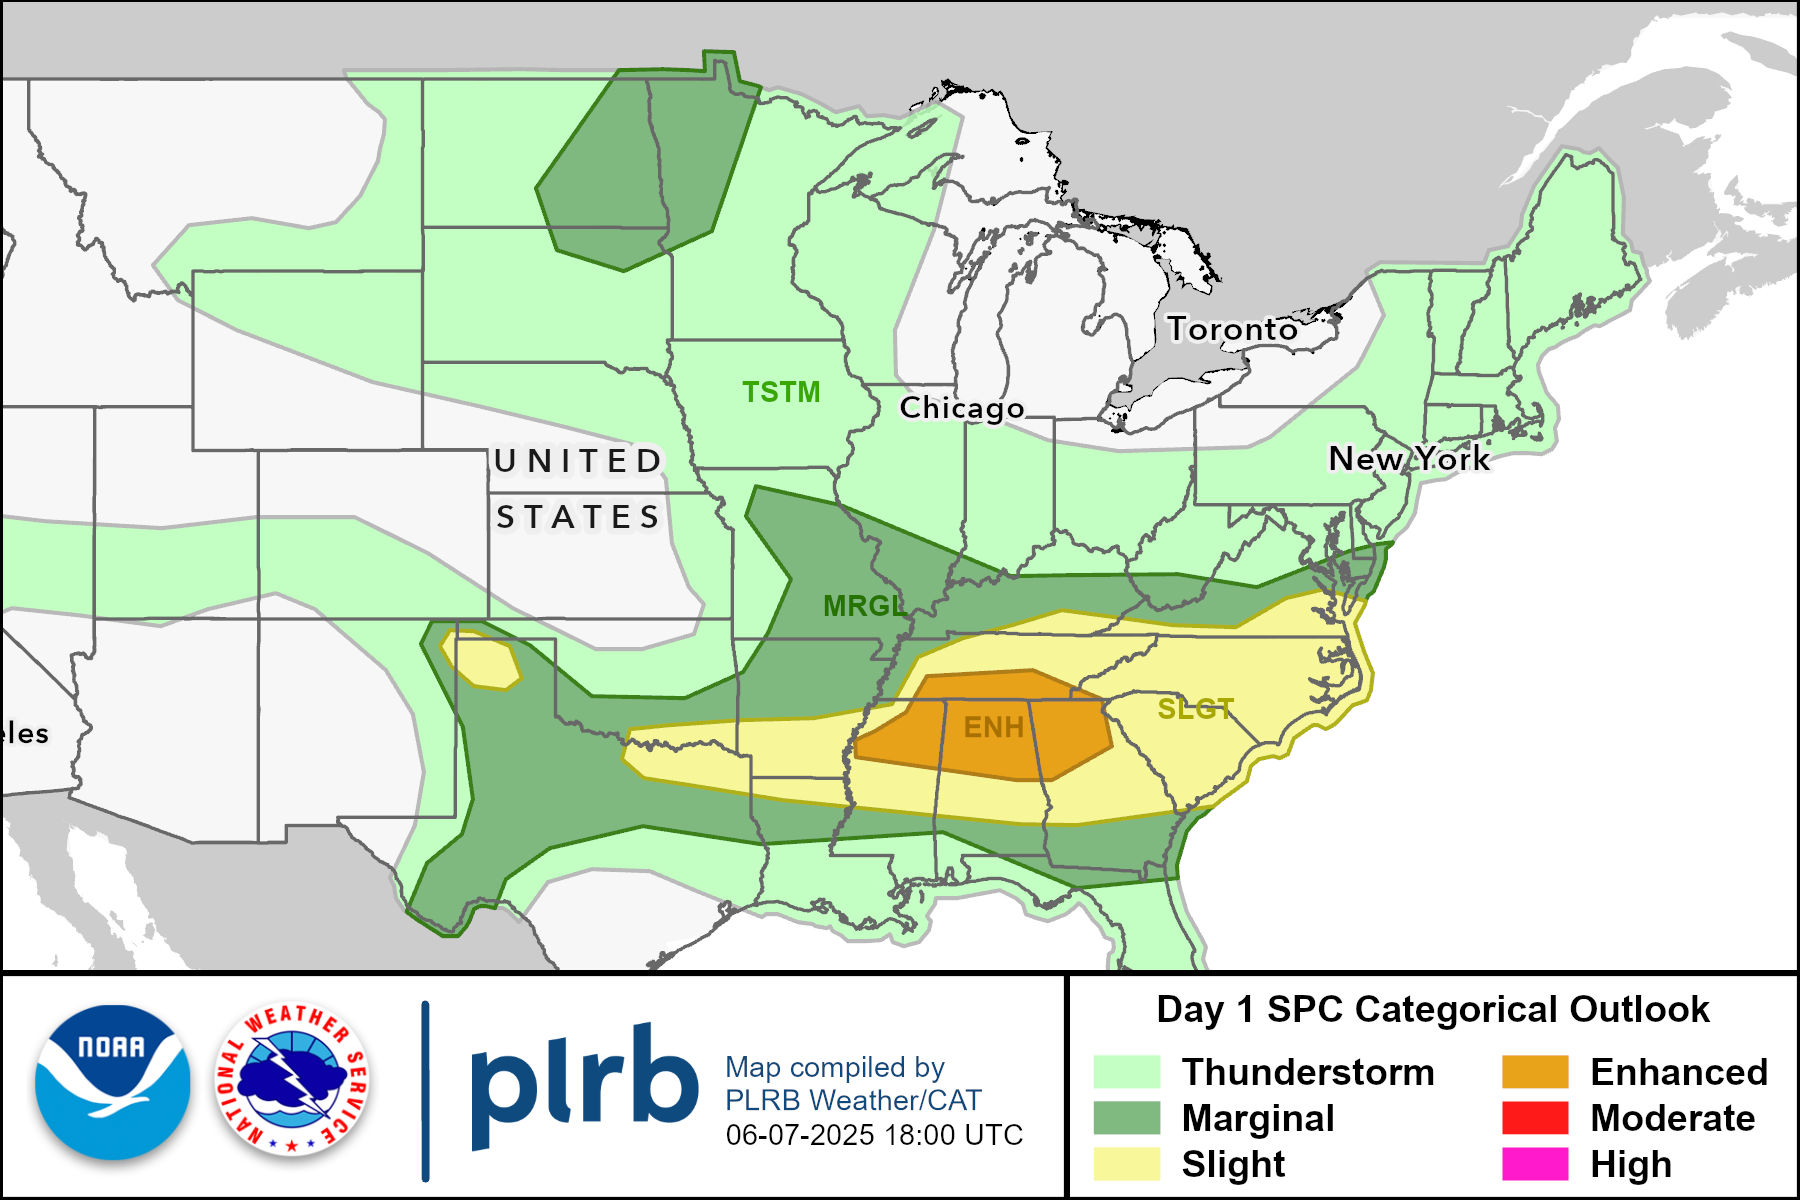 TSTM
Toronto
Chicago
New York
UNITED
STATES
MRGL
SLGT
ENH
eles
NOAA
NATIONAL WEATHER SERVICE
plrb
Map compiled by
PLRB Weather/CAT
06-07-2025 18:00 UTC
Day 1 SPC Categorical Outlook
Thunderstorm
Marginal
Slight
Enhanced
Moderate
High